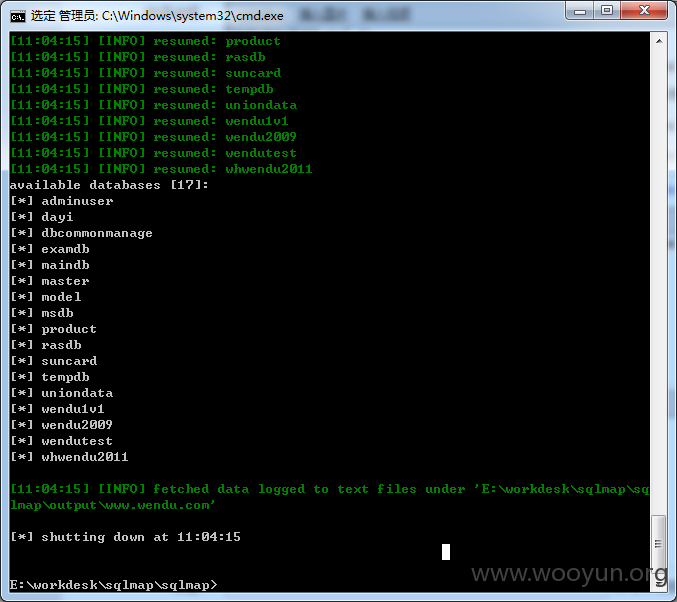 选定 管理员: C:\Windows\system32\cmd.exe
[11:04:15] [INFO] resumed: product
[11:04:15] [INFO] resumed: rasdb
[11:04:15] [INFO] resumed: suncard
[11:04:15] [INFO] resumed: tempdb
[11:04:15] [INFO] resumed: uniondata
[11:04:15] [INFO] resumed: wendu1v1
[11:04:15] [INFO] resumed: wendu2009
[11:04:15] [INFO] resumed: wendutest
[11:04:15] [INFO] resumed: whwendu2011
available databases [17]:
[*] adminuser
[*] dayi
[*] dbcommonmanage
[*] examdb
[*] maindb
[*] master
[*] model
[*] msdb
[*] product
[*] rasdb
[*] suncard
[*] tempdb
[*] uniondata
[*] wendu1v1
[*] wendu2009
[*] wendutest
[*] whwendu2011
[11:04:15] [INFO] fetched data logged to text files under 'E:\workdesk\sqlmap\sq
lmap\output\www.wendu.com'
[*] shutting down at 11:04:15
E:\workdesk\sqlmap\sqlmap>
www.wooyun.org